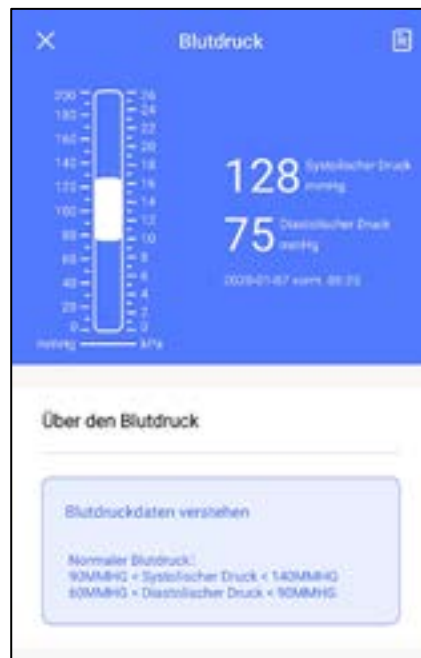 Blutdruck
200 26
180 24
22
160 20
140 18
120 16
14
100 12
80 10
60 8
6
40 4
20 2
0 0
mmHg kPa
128 Systolischer Druck
mmHg
75 Diastolischer Druck
mmHg
vorm.
Über den Blutdruck
Blutdruckdaten verstehen
Normaler Blutdruck:
90MMHG < Systolischer Druck < 140MMHG
60MMHG < Diastolischer Druck < 90MMHG